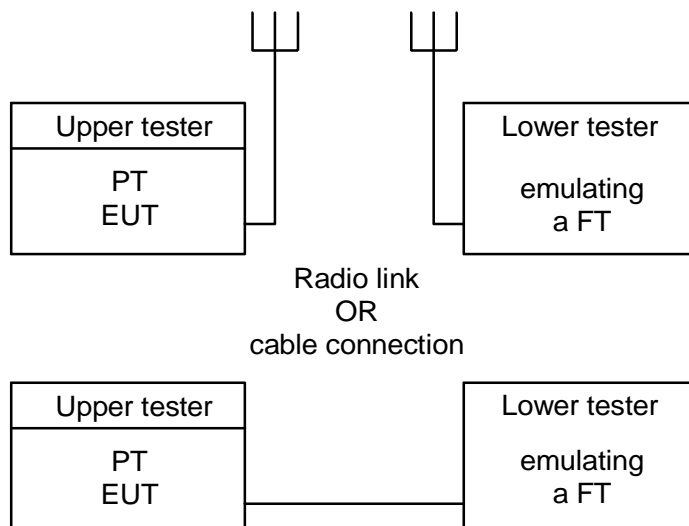 Upper tester
PT
EUT
Lower tester
emulating
a FT
Radio link
OR
cable connection
Upper tester
PT
EUT
Lower tester
emulating
a FT